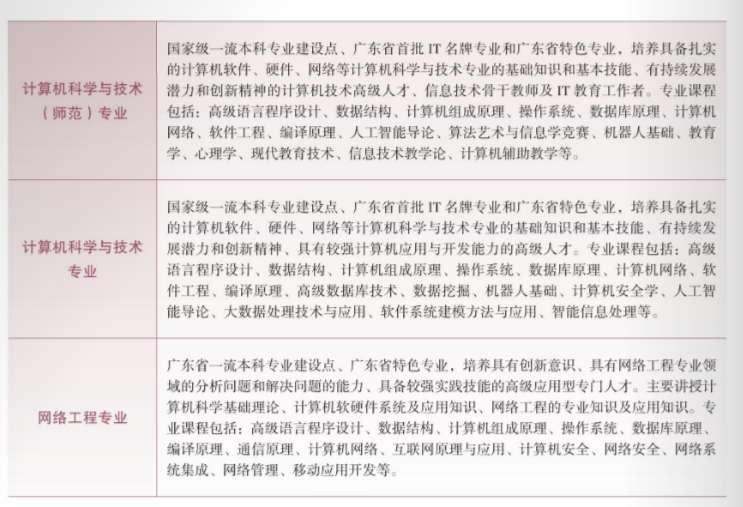 计算机科学与技术
（师范）专业
国家级一流本科专业建设点、广东省首批 IT 名牌专业和广东省特色专业，培养具备扎实
的计算机软件、硬件、网络等计算机科学与技术专业的基础知识和基本技能、有持续发展
潜力和创新精神的计算机技术高级人才、信息技术骨干教师及 IT 教育工作者。专业课程
包括：高级语言程序设计、数据结构、计算机组成原理、操作系统、数据库原理、计算机
网络、软件工程、编译原理、人工智能导论、算法艺术与信息学竞赛、机器人基础、教育
学、心理学、现代教育技术、信息技术教学论、计算机辅助教学等。
计算机科学与技术
专业
国家级一流本科专业建设点、广东省首批 IT 名牌专业和广东省特色专业，培养具备扎实
的计算机软件、硬件、网络等计算机科学与技术专业的基础知识和基本技能、有持续发
展潜力和创新精神、具有较强计算机应用与开发能力的高级人才。专业课程包括：高级
语言程序设计、数据结构、计算机组成原理、操作系统、数据库原理、计算机网络、软
件工程、编译原理、高级数据库技术、数据挖掘、机器人基础、计算机安全学、人工智
能导论、大数据处理技术与应用、软件系统建模方法与应用、智能信息处理等。
网络工程专业
广东省一流本科专业建设点、广东省特色专业，培养具有创新意识、具有网络工程专业领
域的分析问题和解决问题的能力、具备较强实践技能的高级应用型专门人才。主要讲授计
算机科学基础理论、计算机软硬件系统及应用知识、网络工程的专业知识及应用知识。专
业课程包括：高级语言程序设计、数据结构、计算机组成原理、操作系统、数据库原理、
编译原理、通信原理、计算机网络、互联网原理与应用、计算机安全、网络安全、网络系
统集成、网络管理、移动应用开发等。